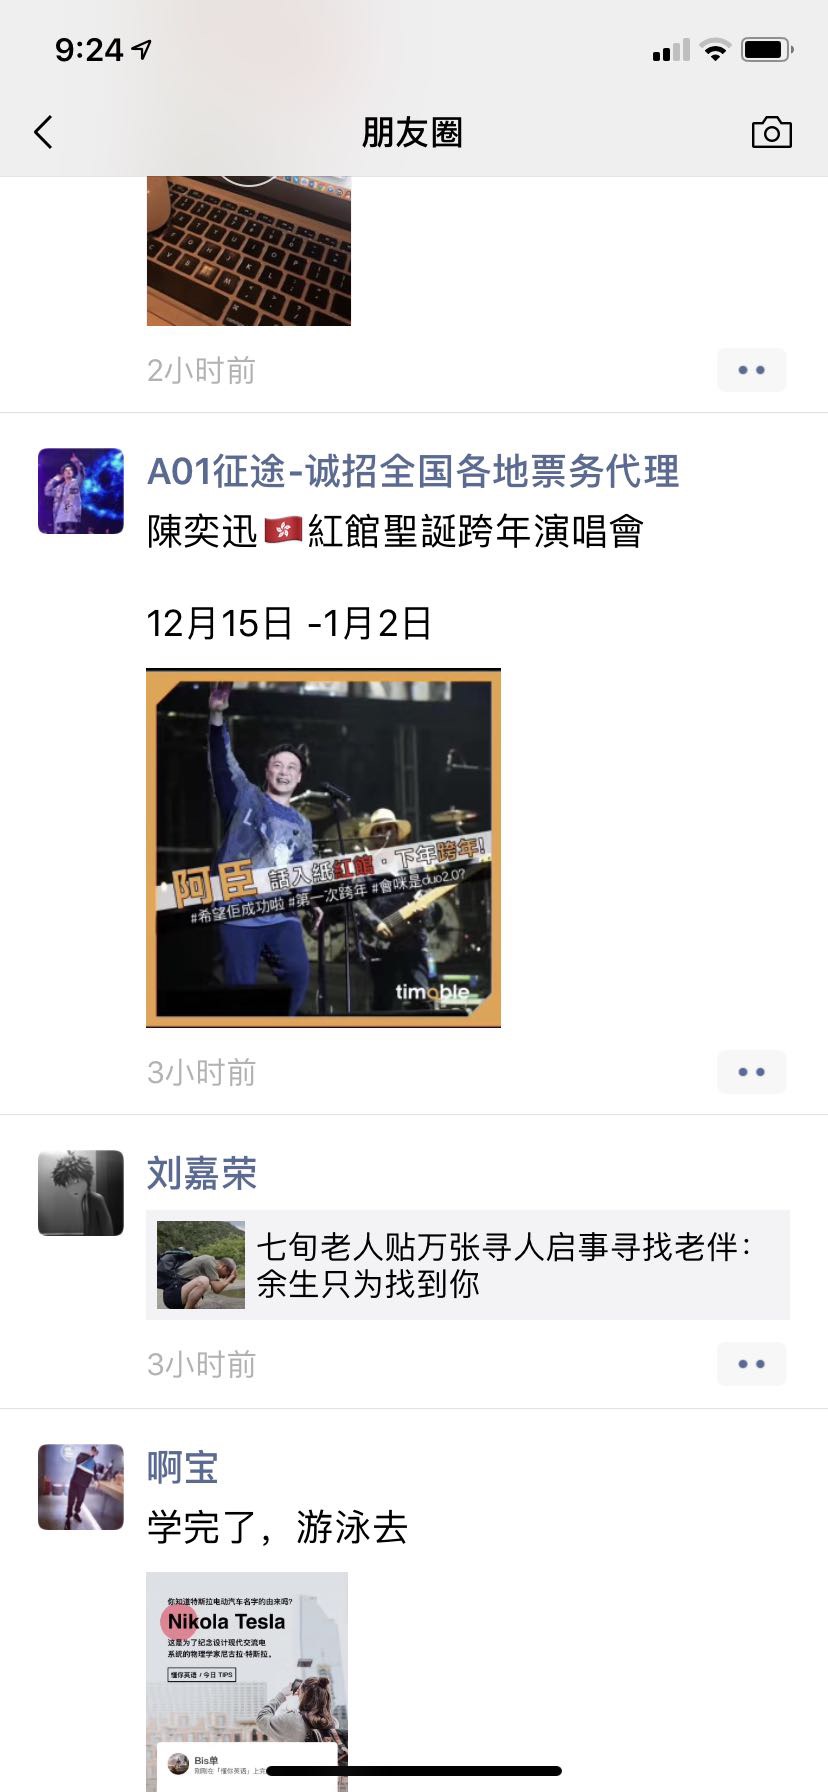 9:24
朋友圈
2小时前
A01征途-诚招全国各地票务代理
陳奕迅🇭🇰紅館聖誕跨年演唱會
12月15日 -1月2日
阿臣 話入紙紅館・下年跨年!
#希望佢成功啦 #第一次跨年 #會咪是duo2.0?
timable
3小时前
刘嘉荣
七旬老人贴万张寻人启事寻找老伴：
余生只为找到你
3小时前
啊宝
学完了，游泳去
你知道特斯拉电动汽车名字的由来吗?
Nikola Tesla
这是为了纪念设计现代交流电
系统的物理学家尼古拉·特斯拉。
懂你英语 / 今日 TIPS
Bis单
刚刚在「懂你英语」上完